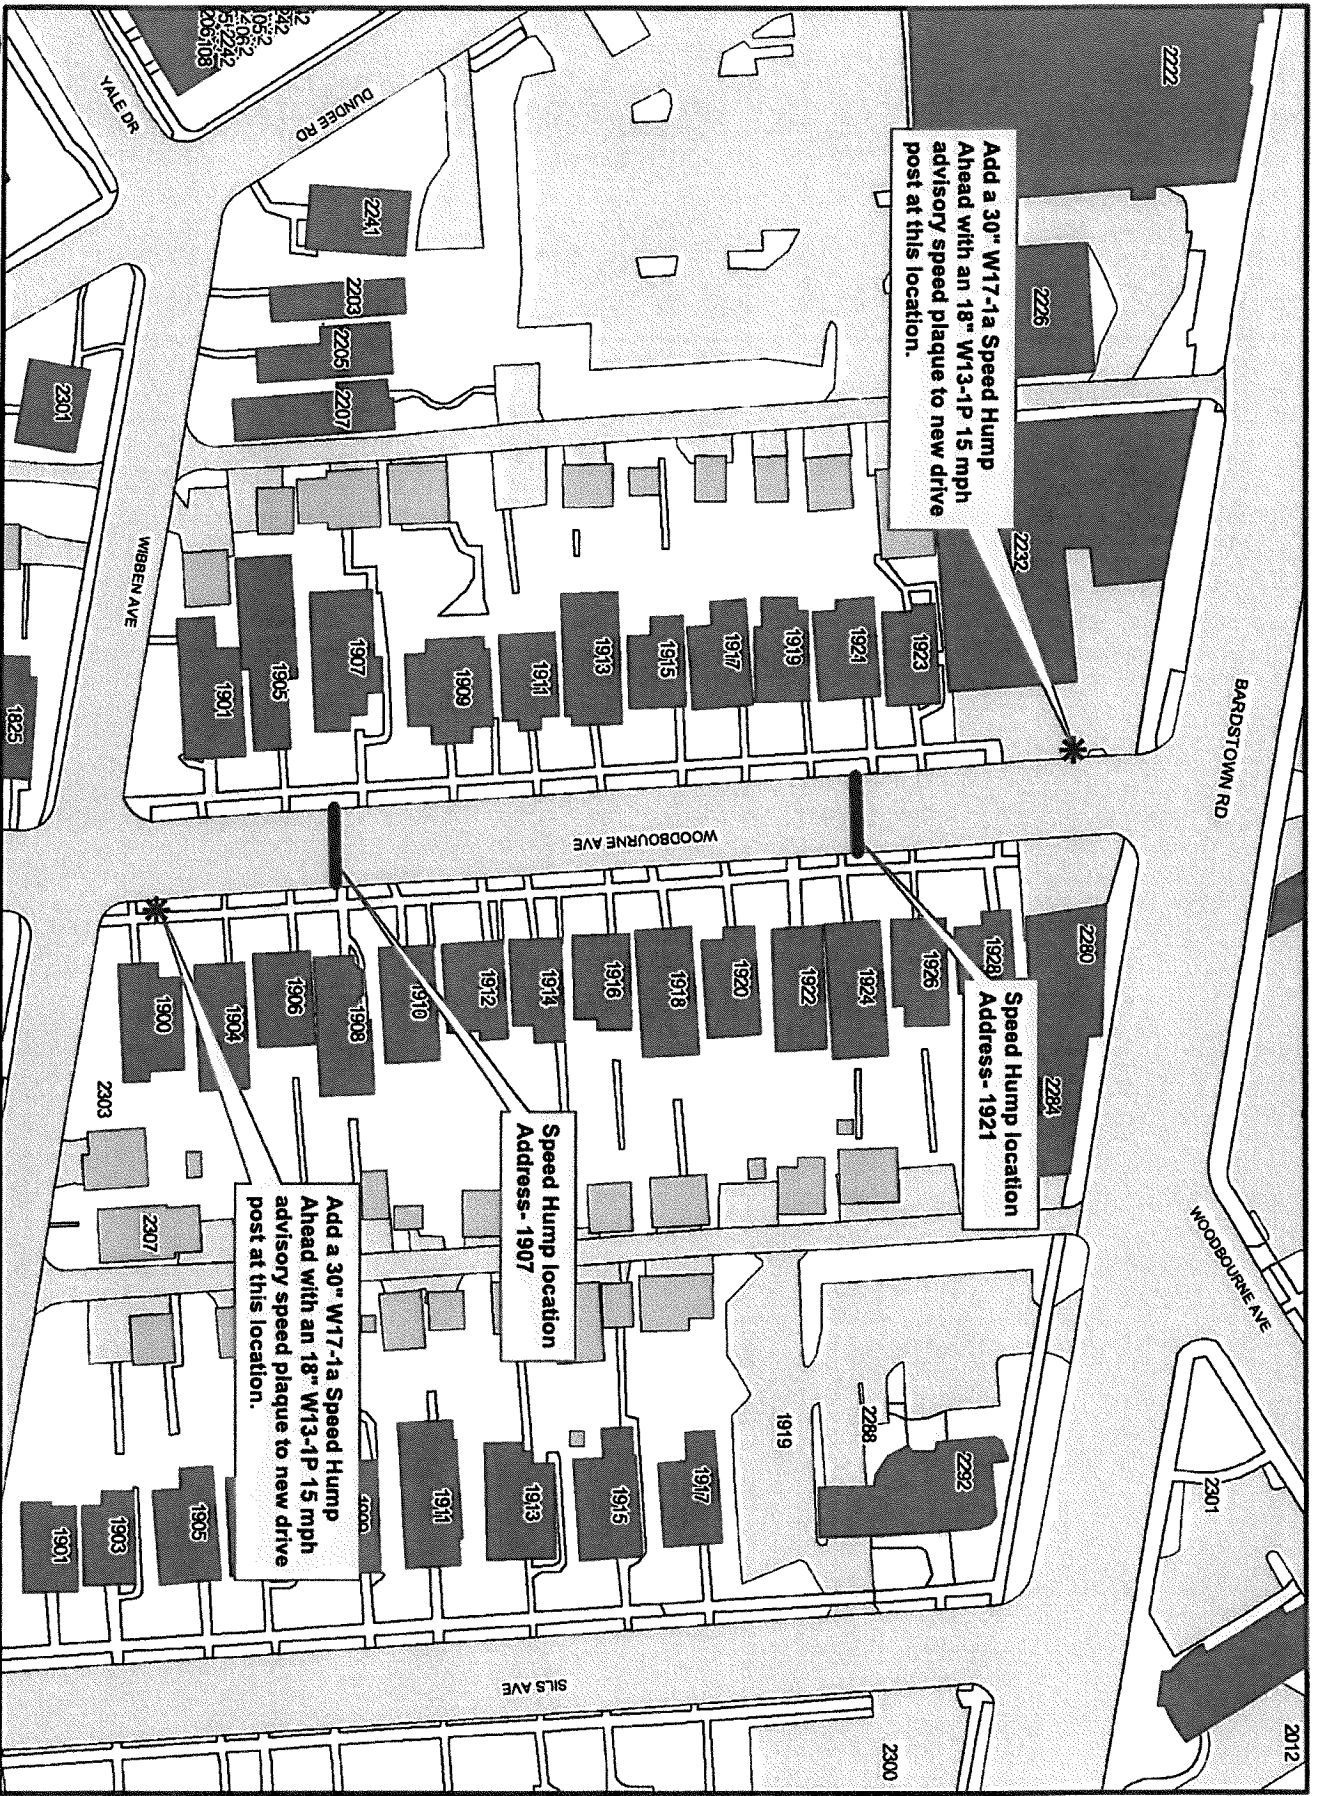 2012
BARDSTOWN RD
WOODBOURNE AVE
2301
2222
2226
2232
2280
2284
2292
2288
2300
Add a 30" W17-1a Speed Hump
Ahead with an 18" W13-1P 15 mph
advisory speed plaque to new drive
post at this location.
Speed Hump location
Address- 1921
1923
1921
1919
1917
1915
1913
1911
1909
1907
1905
1901
WOODBOURNE AVE
1928
1926
1924
1922
1920
1918
1916
1914
1912
1910
1908
1906
1904
1900
Speed Hump location
Address- 1907
Add a 30" W17-1a Speed Hump
Ahead with an 18" W13-1P 15 mph
advisory speed plaque to new drive
post at this location.
1919
1917
1915
1913
1911
1909
1905
1903
1901
SILS AVE
DUNDEE RD
YALE DR
2241
2203
2205
2207
2301
WIBBEN AVE
1825
2303
2307